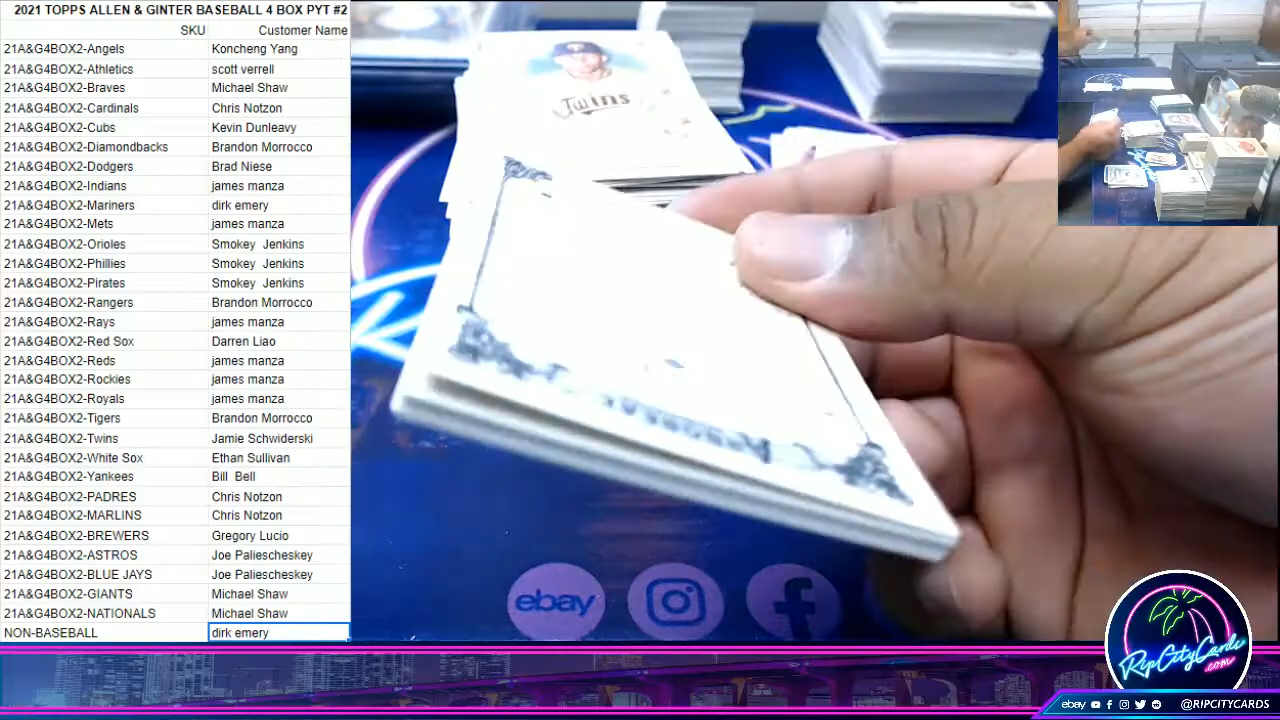 2021 TOPPS ALLEN & GINTER BASEBALL 4 BOX PYT #2
SKU Customer Name
21A&G4BOX2-Angels Koncheng Yang
21A&G4BOX2-Athletics scott verrell
21A&G4BOX2-Braves Michael Shaw
21A&G4BOX2-Cardinals Chris Notzon
21A&G4BOX2-Cubs Kevin Dunleavy
21A&G4BOX2-Diamondbacks Brandon Morrocco
21A&G4BOX2-Dodgers Brad Niese
21A&G4BOX2-Indians james manza
21A&G4BOX2-Mariners dirk emery
21A&G4BOX2-Mets james manza
21A&G4BOX2-Orioles Smokey  Jenkins
21A&G4BOX2-Phillies Smokey  Jenkins
21A&G4BOX2-Pirates Smokey  Jenkins
21A&G4BOX2-Rangers Brandon Morrocco
21A&G4BOX2-Rays james manza
21A&G4BOX2-Red Sox Darren Liao
21A&G4BOX2-Reds james manza
21A&G4BOX2-Rockies james manza
21A&G4BOX2-Royals james manza
21A&G4BOX2-Tigers Brandon Morrocco
21A&G4BOX2-Twins Jamie Schwiderski
21A&G4BOX2-White Sox Ethan Sullivan
21A&G4BOX2-Yankees Bill  Bell
21A&G4BOX2-PADRES Chris Notzon
21A&G4BOX2-MARLINS Chris Notzon
21A&G4BOX2-BREWERS Gregory Lucio
21A&G4BOX2-ASTROS Joe Paliescheskey
21A&G4BOX2-BLUE JAYS Joe Paliescheskey
21A&G4BOX2-GIANTS Michael Shaw
21A&G4BOX2-NATIONALS Michael Shaw
NON-BASEBALL dirk emery
Twins
ebay
RipCityCards
.com
ebay @RIPCITYCARDS